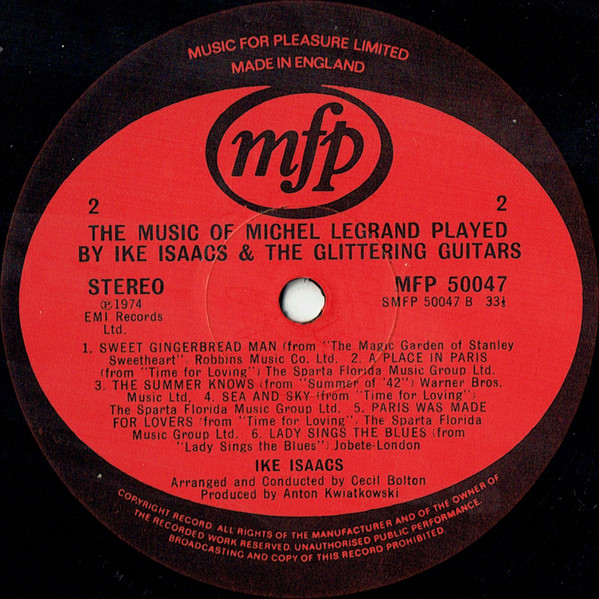 MUSIC FOR PLEASURE LIMITED
MADE IN ENGLAND
mfp
2 2
THE MUSIC OF MICHEL LEGRAND PLAYED
BY IKE ISAACS & THE GLITTERING GUITARS
STEREO MFP 50047
℗1974 SMFP 50047 B 33⅓
EMI Records
Ltd.
1. SWEET GINGERBREAD MAN (from "The Magic Garden of Stanley
Sweetheart". Robbins Music Co. Ltd. 2. A PLACE IN PARIS
(from "Time for Loving") The Sparta Florida Music Group Ltd.
3. THE SUMMER KNOWS (from "Summer of '42") Warner Bros.
Music Ltd. 4. SEA AND SKY (from "Time for Loving")
The Sparta Florida Music Group Ltd. 5. PARIS WAS MADE
FOR LOVERS (from "Time for Loving") The Sparta Florida
Music Group Ltd. 6. LADY SINGS THE BLUES (from
"Lady Sings the Blues") Jobete-London
IKE ISAACS
Arranged and Conducted by Cecil Bolton
Produced by Anton Kwiatkowski
COPYRIGHT RECORD. ALL RIGHTS OF THE MANUFACTURER AND OF THE OWNER OF
THE RECORDED WORK RESERVED. UNAUTHORISED PUBLIC PERFORMANCE.
BROADCASTING AND COPY OF THIS RECORD PROHIBITED.